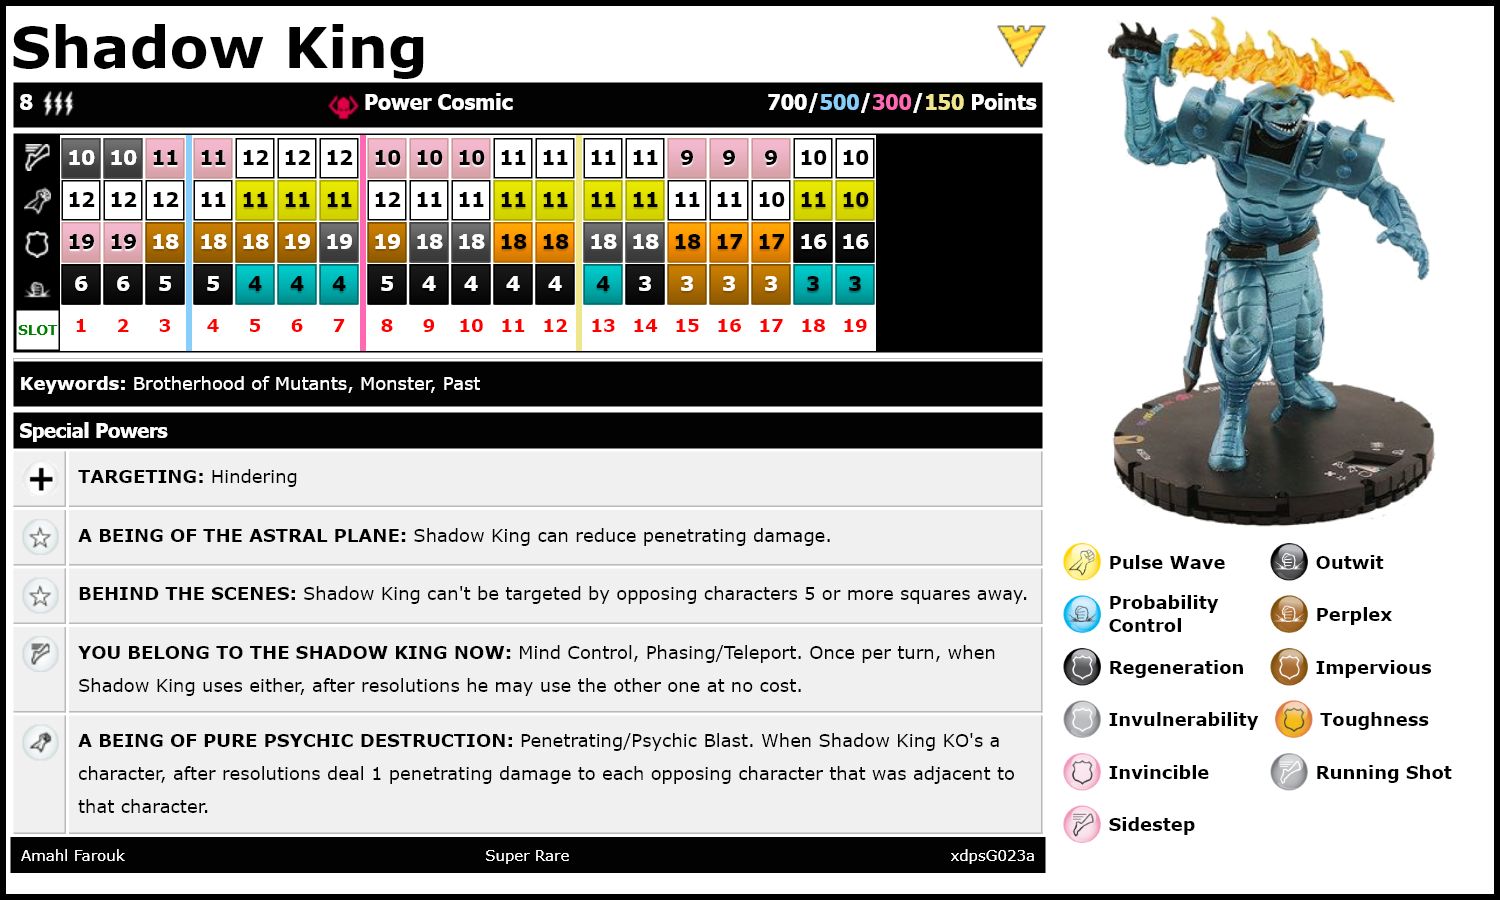 Shadow King
8 Power Cosmic 700/500/300/150 Points
10 10 11 11 12 12 12 10 10 10 11 11 11 11 9 9 9 10 10
12 12 12 11 11 11 11 12 11 11 11 11 11 11 11 11 10 11 10
19 19 18 18 18 19 19 19 18 18 18 18 18 18 18 17 17 16 16
6 6 5 5 4 4 4 5 4 4 4 4 4 3 3 3 3 3 3
SLOT 1 2 3 4 5 6 7 8 9 10 11 12 13 14 15 16 17 18 19
Keywords: Brotherhood of Mutants, Monster, Past
Special Powers
TARGETING: Hindering
A BEING OF THE ASTRAL PLANE: Shadow King can reduce penetrating damage.
BEHIND THE SCENES: Shadow King can't be targeted by opposing characters 5 or more squares away.
YOU BELONG TO THE SHADOW KING NOW: Mind Control, Phasing/Teleport. Once per turn, when
Shadow King uses either, after resolutions he may use the other one at no cost.
A BEING OF PURE PSYCHIC DESTRUCTION: Penetrating/Psychic Blast. When Shadow King KO's a
character, after resolutions deal 1 penetrating damage to each opposing character that was adjacent to
that character.
Amahl Farouk Super Rare xdpsG023a
Pulse Wave Outwit
Probability
Control
Perplex
Regeneration Impervious
Invulnerability Toughness
Invincible Running Shot
Sidestep